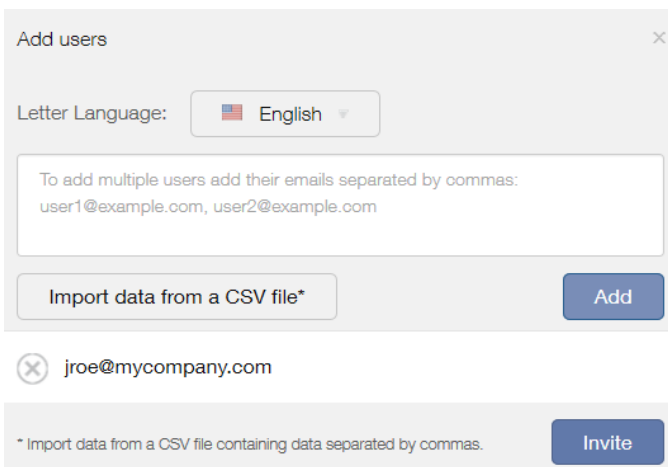 Add users
Letter Language:
English
To add multiple users add their emails separated by commas:
user1@example.com, user2@example.com
Import data from a CSV file*
Add
jroe@mycompany.com
* Import data from a CSV file containing data separated by commas.
Invite